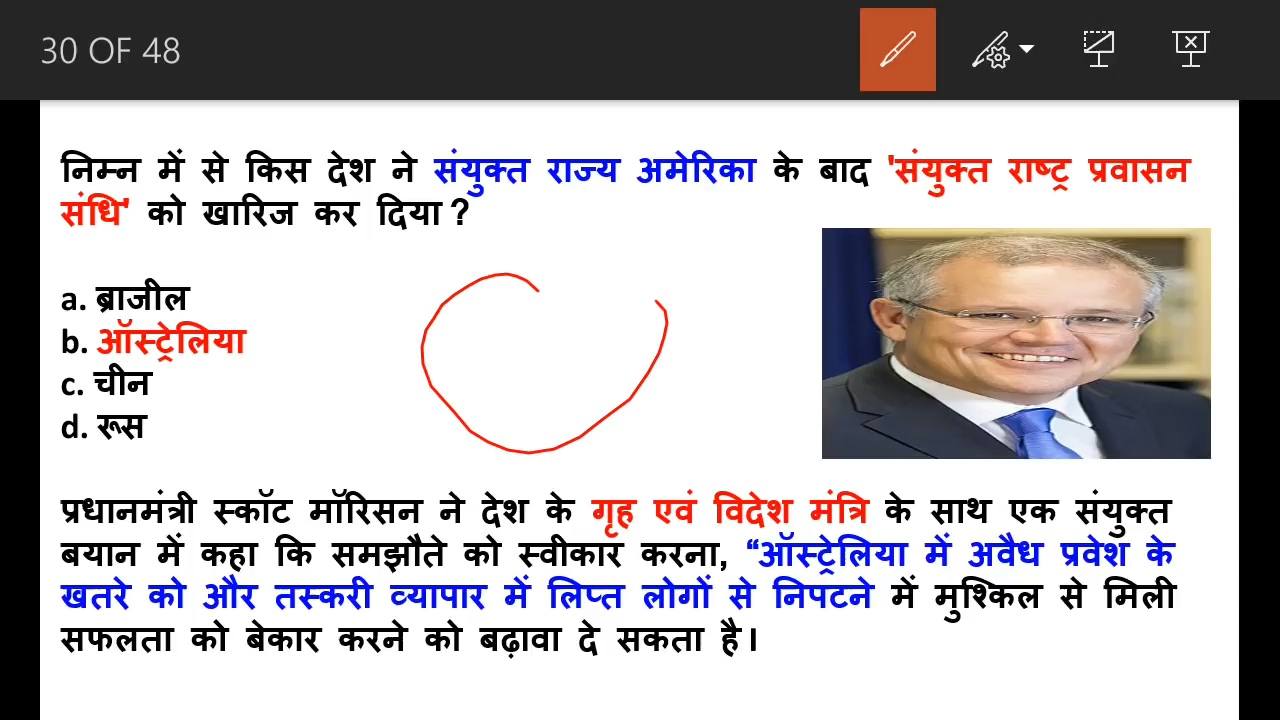 30 OF 48
निम्न में से किस देश ने संयुक्त राज्य अमेरिका के बाद 'संयुक्त राष्ट्र प्रवासन
संधि' को खारिज कर दिया ?
a. ब्राजील
b. ऑस्ट्रेलिया
c. चीन
d. रूस
प्रधानमंत्री स्कॉट मॉरिसन ने देश के गृह एवं विदेश मंत्रि के साथ एक संयुक्त
बयान में कहा कि समझौते को स्वीकार करना, “ऑस्ट्रेलिया में अवैध प्रवेश के
खतरे को और तस्करी व्यापार में लिप्त लोगों से निपटने में मुश्किल से मिली
सफलता को बेकार करने को बढ़ावा दे सकता है।